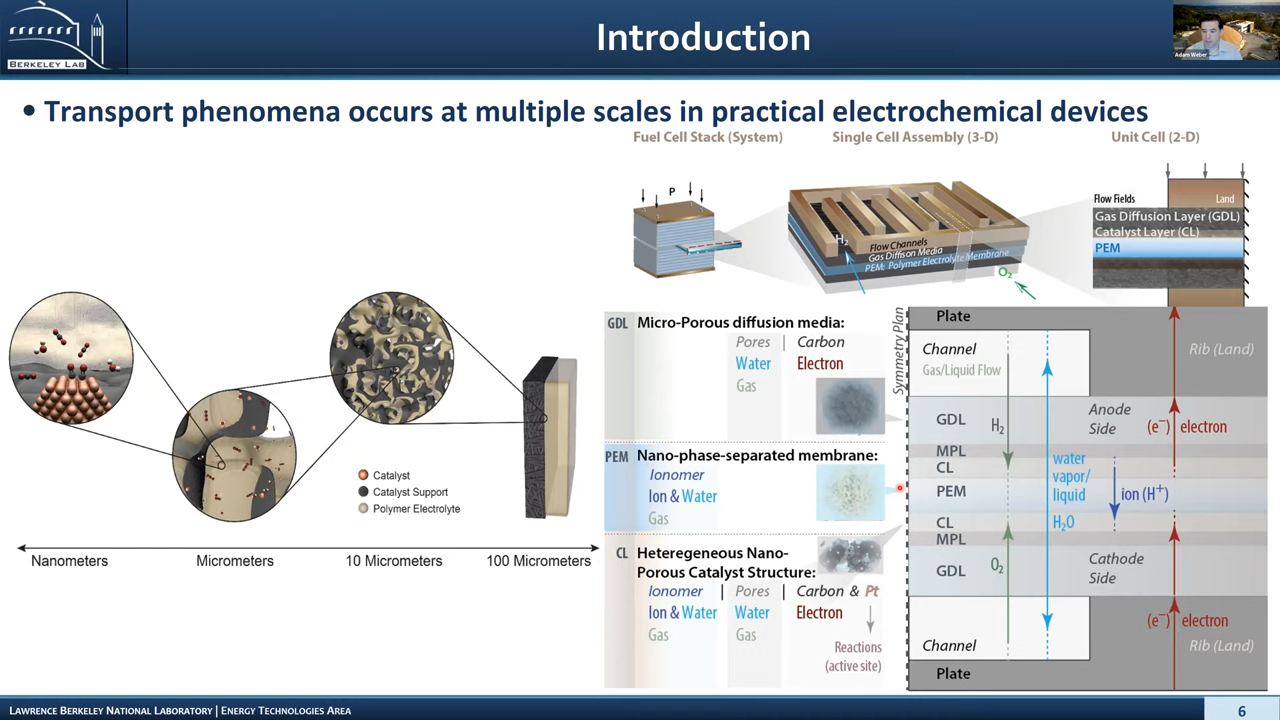 BERKELEY LAB
Introduction
Adam Weber
• Transport phenomena occurs at multiple scales in practical electrochemical devices
Fuel Cell Stack (System)
Single Cell Assembly (3-D)
Unit Cell (2-D)
P
H2
Flow Channels
Gas Diffison Media
PEM: Polymer Electrolyte Membrane
O2
Flow Fields
Land
Gas Diffusion Layer (GDL)
Catalyst Layer (CL)
PEM
Catalyst
Catalyst Support
Polymer Electrolyte
Nanometers
Micrometers
10 Micrometers
100 Micrometers
GDL
Micro-Porous diffusion media:
Pores | Carbon
Water Electron
Gas
PEM
Nano-phase-separated membrane:
Ionomer
Ion & Water
Gas
CL
Heteregeneous Nano-
Porous Catalyst Structure:
Ionomer | Pores | Carbon & Pt
Ion & Water Water Electron
Gas Gas
Reactions
(active site)
Symmetry Plan
Plate
Channel
Gas/Liquid Flow
Rib (Land)
GDL
H2
Anode
Side
(e−) electron
MPL
CL
PEM
water
vapor/
liquid
H2O
ion (H+)
CL
MPL
GDL
O2
Cathode
Side
(e−) electron
Channel
Rib (Land)
Plate
LAWRENCE BERKELEY NATIONAL LABORATORY | ENERGY TECHNOLOGIES AREA
6